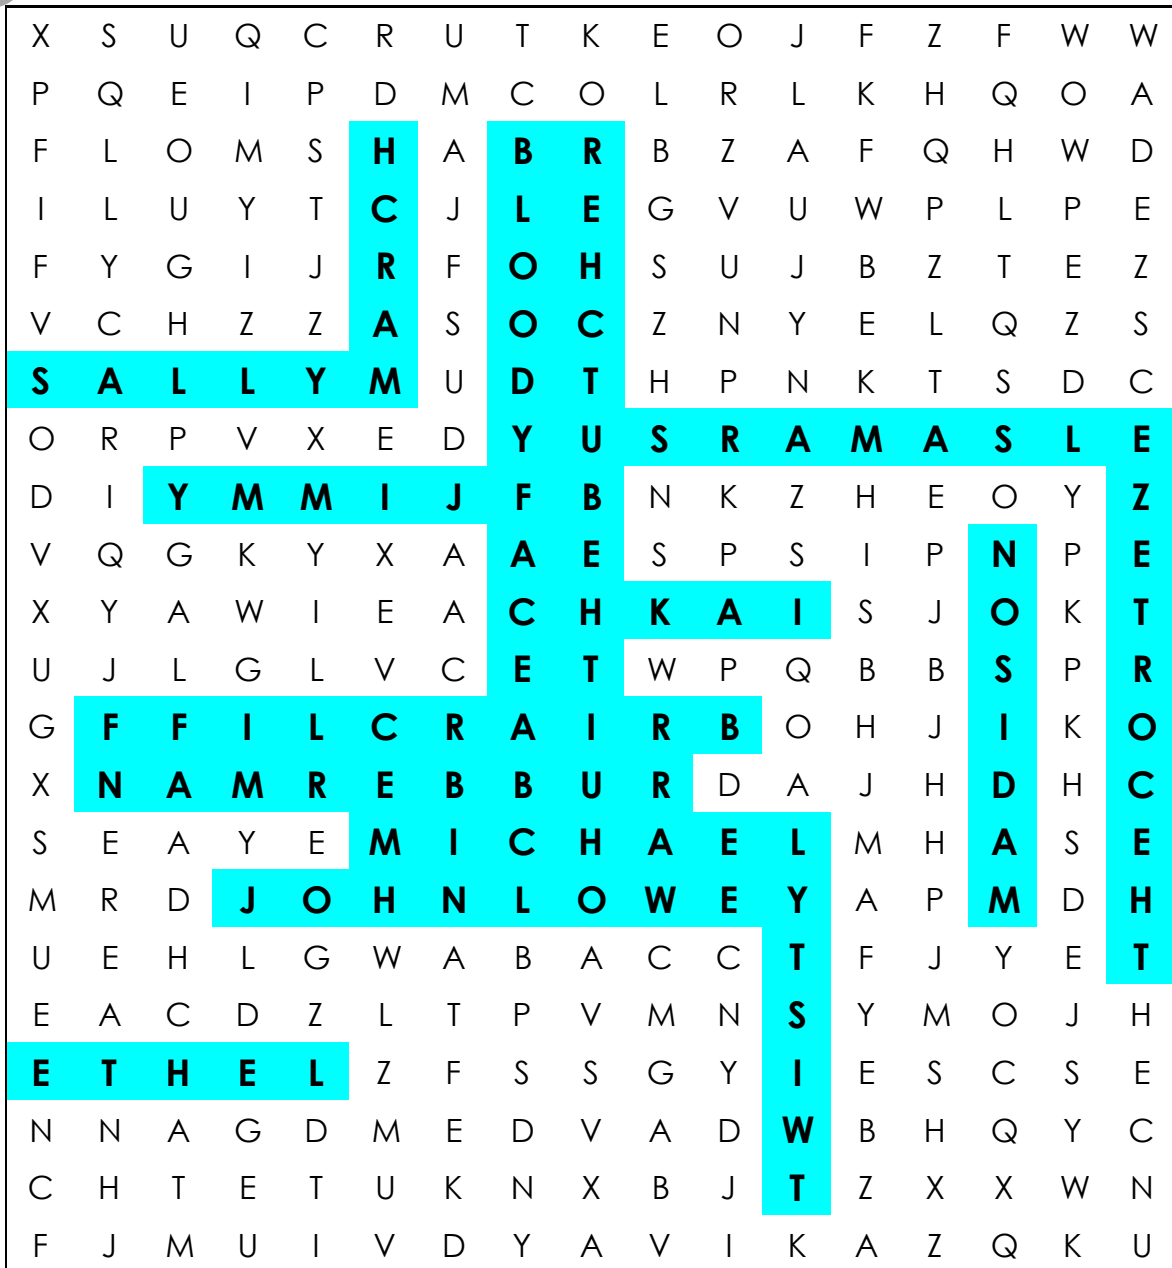 X S U Q C R U T K E O J F Z F W W
P Q E I P D M C O L R L K H Q O A
F L O M S H A B R B Z A F Q H W D
I L U Y T C J L E G V U W P L P E
F Y G I J R F O H S U J B Z T E Z
V C H Z Z A S O C Z N Y E L Q Z S
S A L L Y M U D T H P N K T S D C
O R P V X E D Y U S R A M A S L E
D I Y M M I J F B N K Z H E O Y Z
V Q G K Y X A A E S P S I P N P E
X Y A W I E A C H K A I S J O K T
U J L G L V C E T W P Q B B S P R
G F F I L C R A I R B O H J I K O
X N A M R E B B U R D A J H D H C
S E A Y E M I C H A E L M H A S E
M R D J O H N L O W E Y A P M D H
U E H L G W A B A C C T F J Y E T
E A C D Z L T P V M N S Y M O J H
E T H E L Z F S S G Y I E S C S E
N N A G D M E D V A D W B H Q Y C
C H T E T U K N X B J T Z X X W N
F J M U I V D Y A V I K A Z Q K U